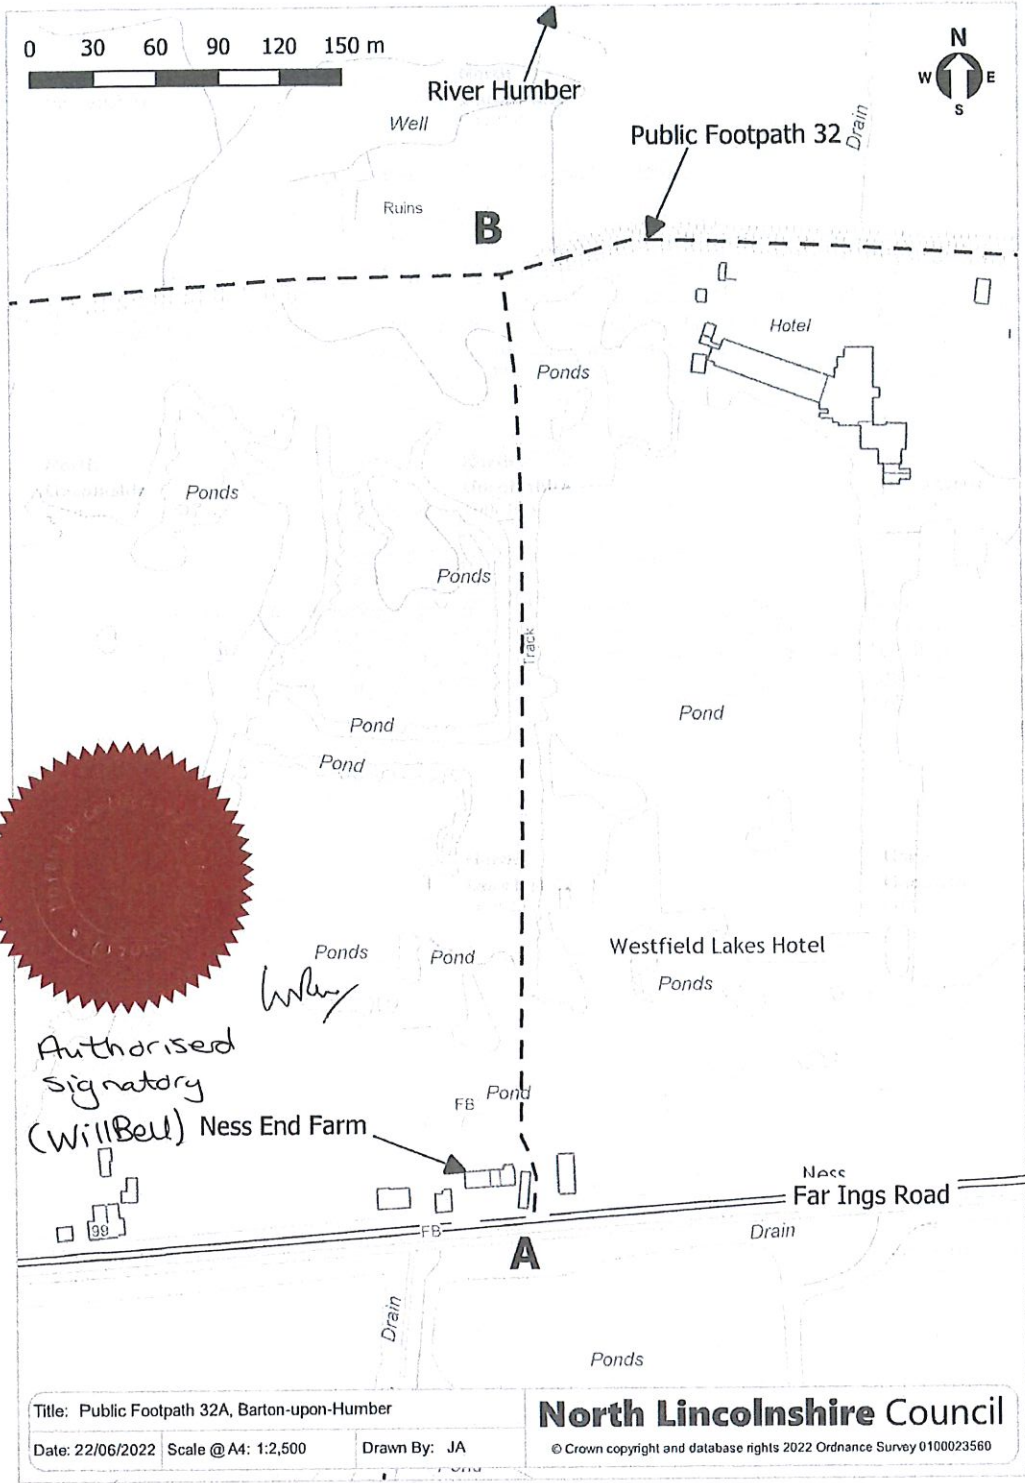 0 30 60 90 120 150 m
N
W E
S
River Humber
Well
Public Footpath 32
Drain
Ruins
B
Hotel
Ponds
Ponds
Ponds
Track
Pond
Pond
Pond
Ponds
Pond
Westfield Lakes Hotel
Ponds
Authorised
signatory
(Will Bell)
Pond
FB
Ness End Farm
Ness
Far Ings Road
99
FB
Drain
A
Drain
Ponds
Title: Public Footpath 32A, Barton-upon-Humber
Date: 22/06/2022 Scale @ A4: 1:2,500 Drawn By: JA
North Lincolnshire Council
© Crown copyright and database rights 2022 Ordnance Survey 0100023560